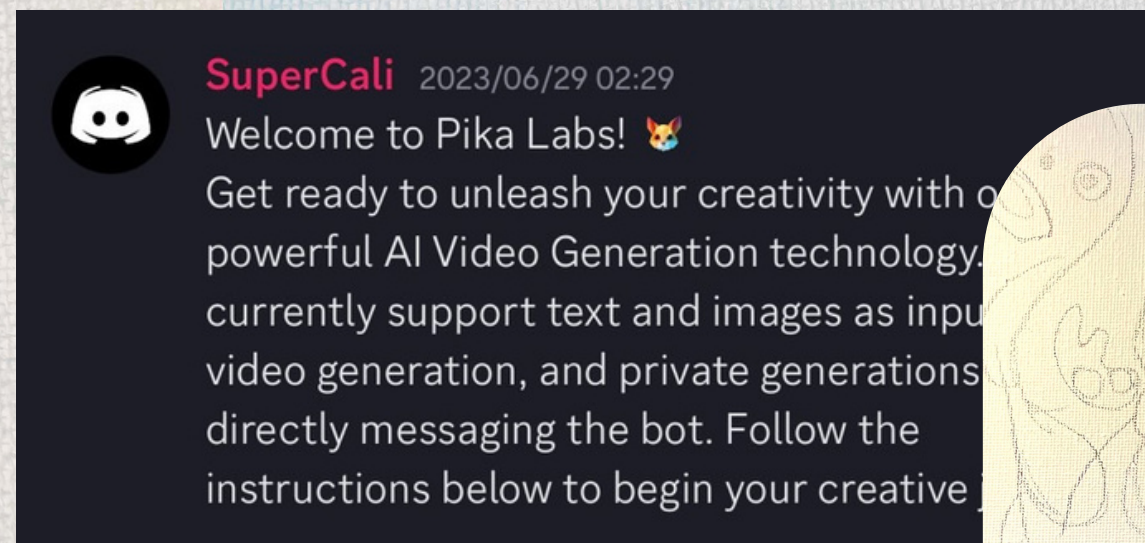 SuperCali 2023/06/29 02:29
Welcome to Pika Labs!
Get ready to unleash your creativity with
powerful AI Video Generation technology.
currently support text and images as
video generation, and private generations
directly messaging the bot. Follow the
instructions below to begin your creative